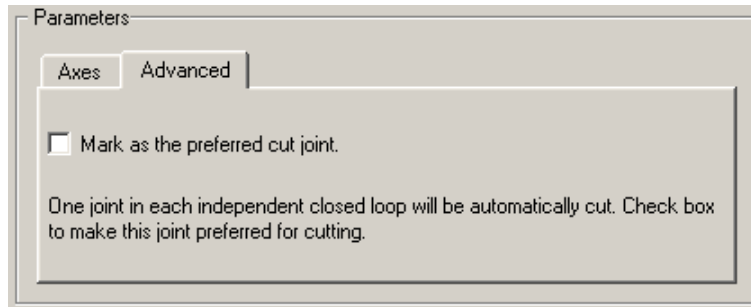 Parameters
Axes
Advanced
Mark as the preferred cut joint.
One joint in each independent closed loop will be automatically cut. Check box
to make this joint preferred for cutting.